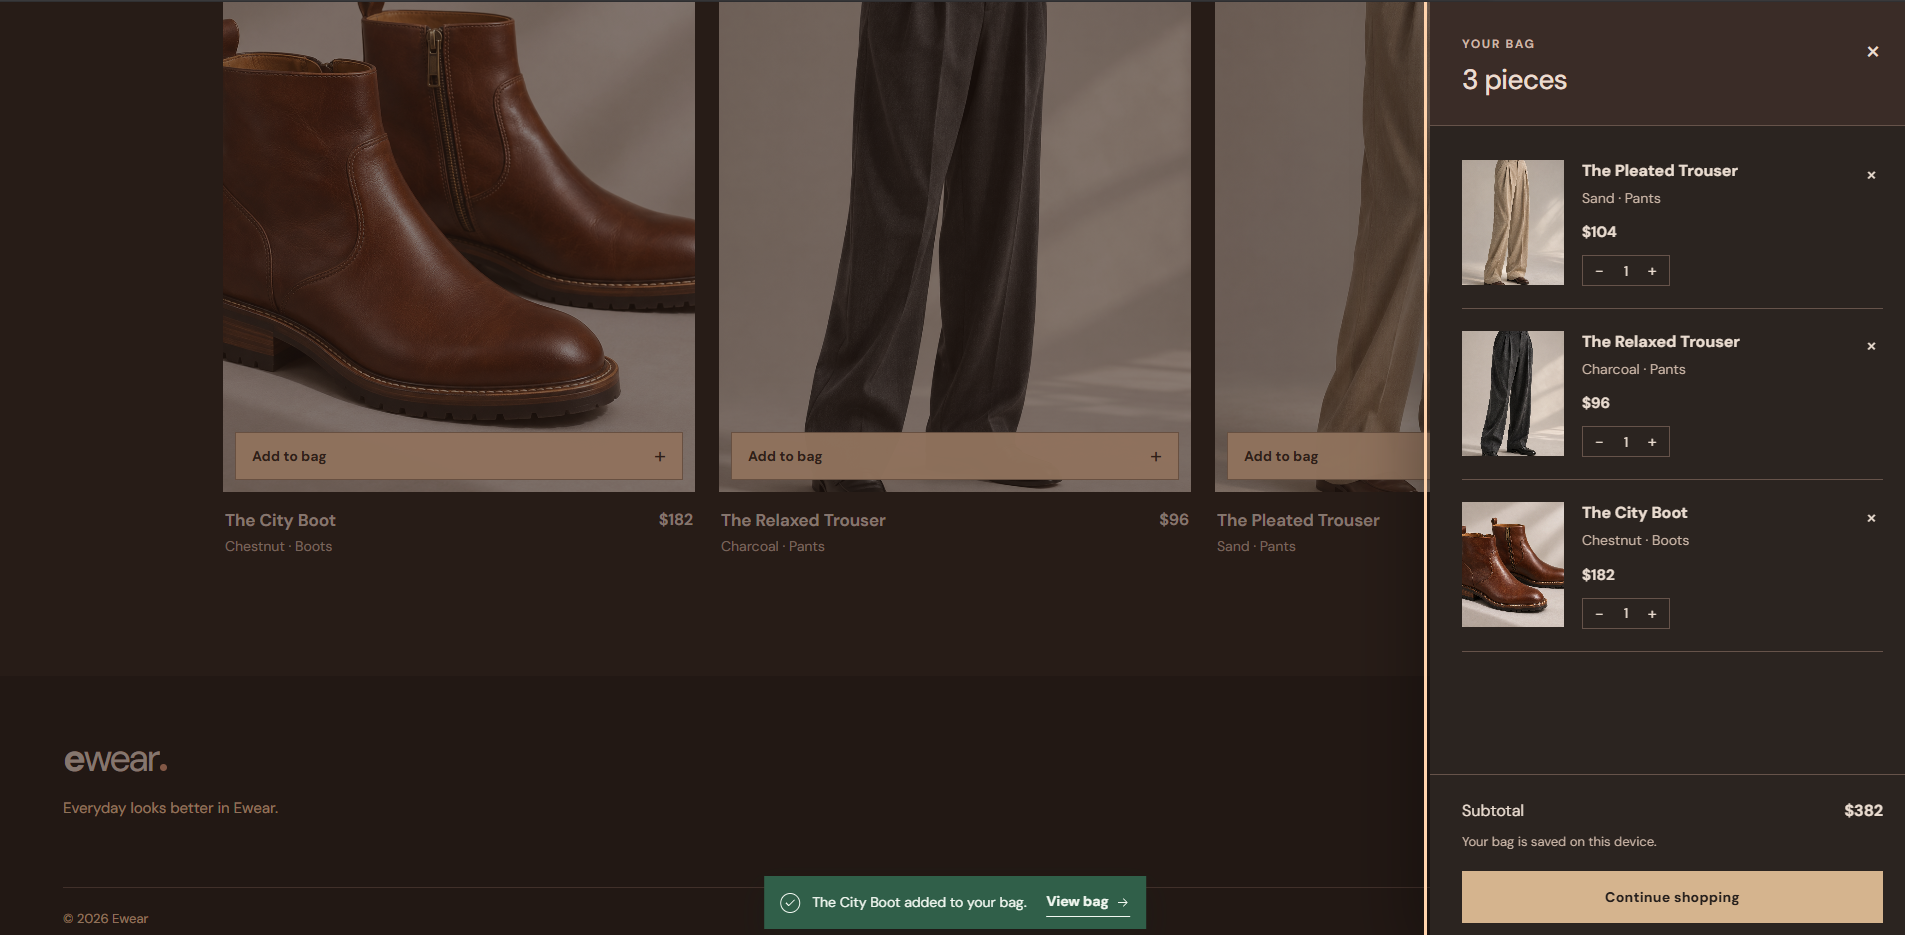 Add to bag +
Add to bag +
Add to bag
The City Boot $182
Chestnut · Boots
The Relaxed Trouser $96
Charcoal · Pants
The Pleated Trouser
Sand · Pants
ewear.
Everyday looks better in Ewear.
© 2026 Ewear
The City Boot added to your bag. View bag →
YOUR BAG
3 pieces
×
The Pleated Trouser ×
Sand · Pants
$104
− 1 +
The Relaxed Trouser ×
Charcoal · Pants
$96
− 1 +
The City Boot ×
Chestnut · Boots
$182
− 1 +
Subtotal $382
Your bag is saved on this device.
Continue shopping